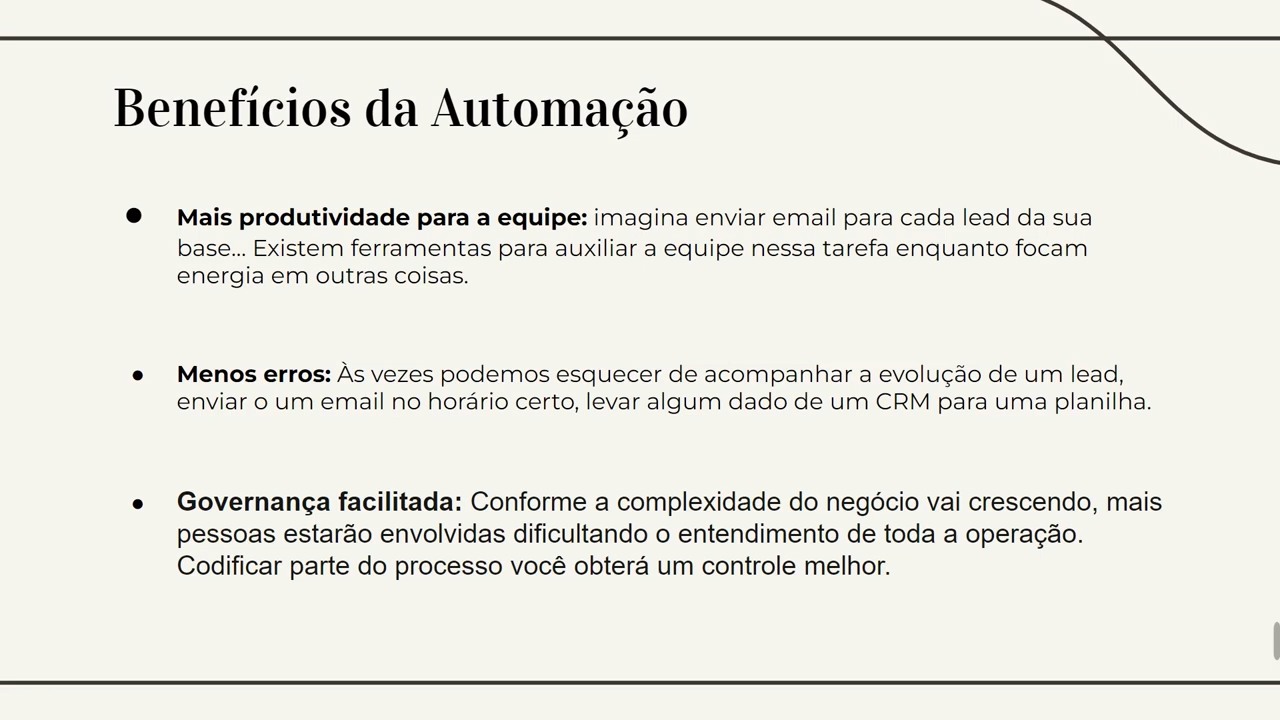 Benefícios da Automação
● Mais produtividade para a equipe: imagina enviar email para cada lead da sua
base... Existem ferramentas para auxiliar a equipe nessa tarefa enquanto focam
energia em outras coisas.
● Menos erros: Às vezes podemos esquecer de acompanhar a evolução de um lead,
enviar o um email no horário certo, levar algum dado de um CRM para uma planilha.
● Governança facilitada: Conforme a complexidade do negócio vai crescendo, mais
pessoas estarão envolvidas dificultando o entendimento de toda a operação.
Codificar parte do processo você obterá um controle melhor.